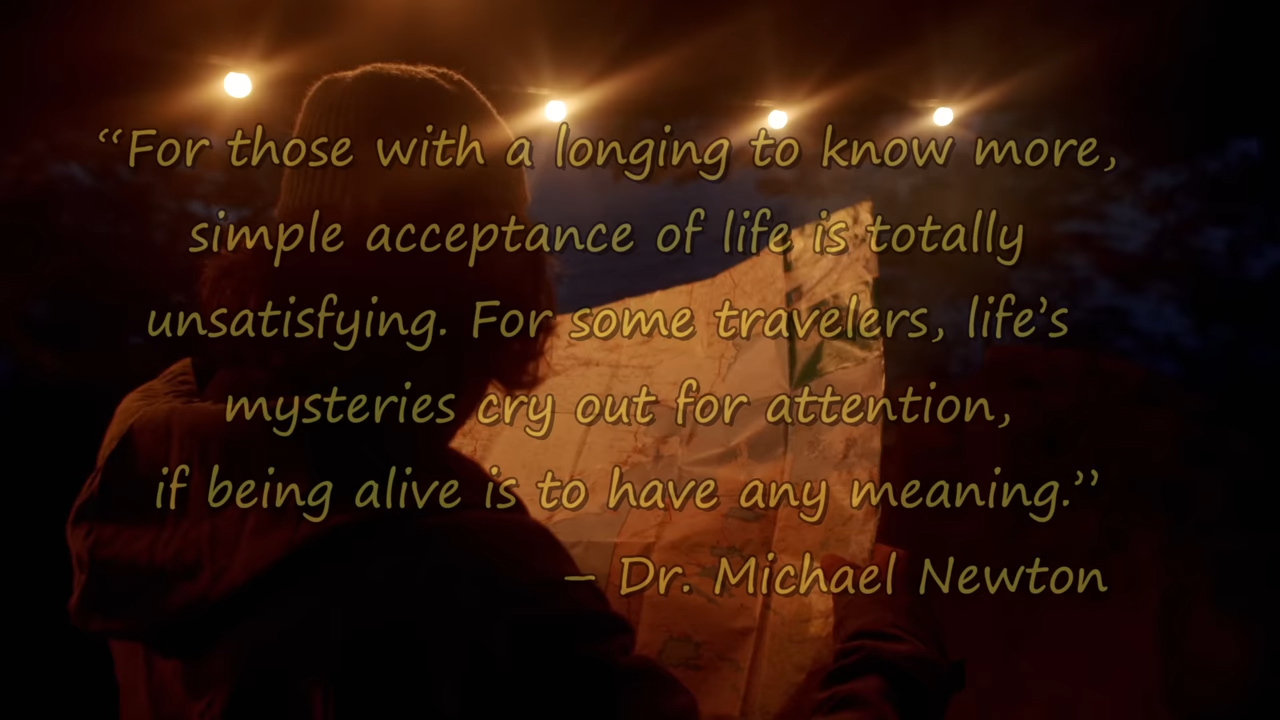 “For those with a longing to know more,
simple acceptance of life is totally
unsatisfying. For some travelers, life’s
mysteries cry out for attention,
if being alive is to have any meaning.”
– Dr. Michael Newton